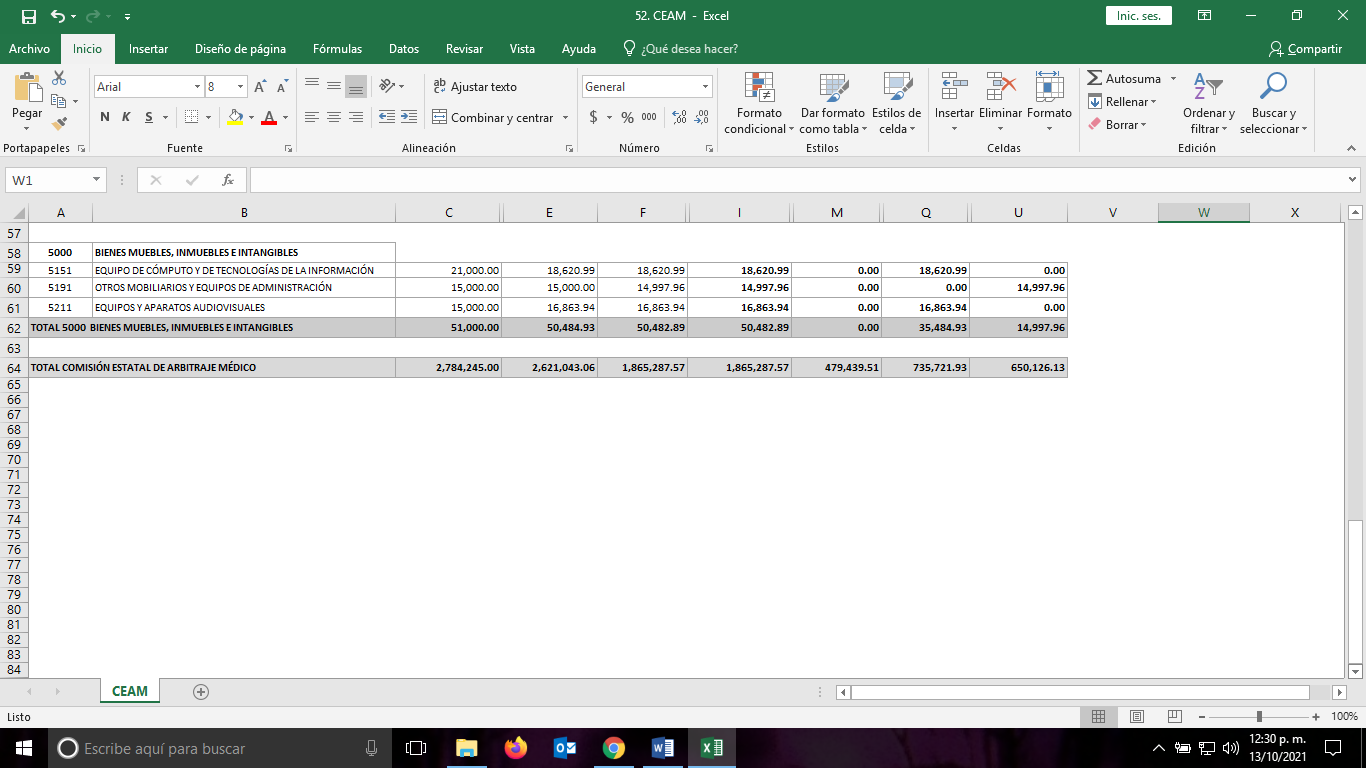 52. CEAM - Excel
Inic. ses.
Archivo Inicio Insertar Diseño de página Fórmulas Datos Revisar Vista Ayuda ¿Qué desea hacer? Compartir
Pegar
Portapapeles
Arial 8
N K S
Fuente
Ajustar texto
Combinar y centrar
Alineación
General
$ % 000
Número
Formato condicional
Dar formato como tabla
Estilos de celda
Estilos
Insertar Eliminar Formato
Celdas
Autosuma
Rellenar
Borrar
Ordenar y filtrar
Buscar y seleccionar
Edición
W1 fx
A B C E F I M Q U V W X
57
58 5000 BIENES MUEBLES, INMUEBLES E INTANGIBLES
59 5151 EQUIPO DE CÓMPUTO Y DE TECNOLOGÍAS DE LA INFORMACIÓN 21,000.00 18,620.99 18,620.99 18,620.99 0.00 18,620.99 0.00
60 5191 OTROS MOBILIARIOS Y EQUIPOS DE ADMINISTRACIÓN 15,000.00 15,000.00 14,997.96 14,997.96 0.00 0.00 14,997.96
61 5211 EQUIPOS Y APARATOS AUDIOVISUALES 15,000.00 16,863.94 16,863.94 16,863.94 0.00 16,863.94 0.00
62 TOTAL 5000 BIENES MUEBLES, INMUEBLES E INTANGIBLES 51,000.00 50,484.93 50,482.89 50,482.89 0.00 35,484.93 14,997.96
63
64 TOTAL COMISIÓN ESTATAL DE ARBITRAJE MÉDICO 2,784,245.00 2,621,043.06 1,865,287.57 1,865,287.57 479,439.51 735,721.93 650,126.13
65
66
67
68
69
70
71
72
73
74
75
76
77
78
79
80
81
82
83
84
CEAM
Listo
100%
Escribe aquí para buscar
12:30 p. m.
13/10/2021